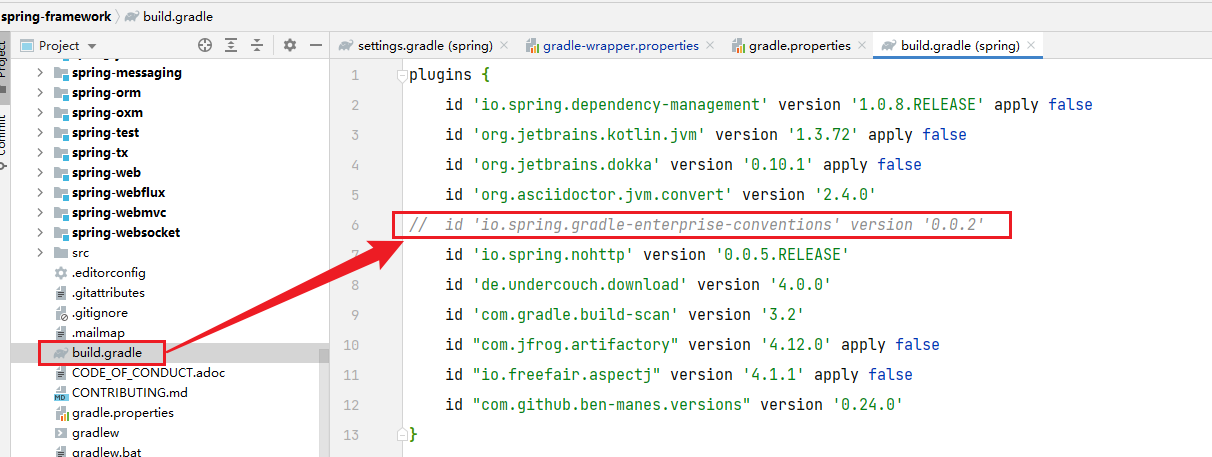 spring-framework
build.gradle
Project
Project
settings.gradle (spring)
gradle-wrapper.properties
gradle.properties
build.gradle (spring)
Commit
spring-messaging
spring-orm
spring-oxm
spring-test
spring-tx
spring-web
spring-webflux
spring-webmvc
spring-websocket
src
.editorconfig
.gitattributes
.gitignore
.mailmap
build.gradle
CODE_OF_CONDUCT.adoc
CONTRIBUTING.md
gradle.properties
gradlew
gradlew.bat
1 plugins {
2 id 'io.spring.dependency-management' version '1.0.8.RELEASE' apply false
3 id 'org.jetbrains.kotlin.jvm' version '1.3.72' apply false
4 id 'org.jetbrains.dokka' version '0.10.1' apply false
5 id 'org.asciidoctor.jvm.convert' version '2.4.0'
6 // id 'io.spring.gradle-enterprise-conventions' version '0.0.2'
7 id 'io.spring.nohttp' version '0.0.5.RELEASE'
8 id 'de.undercouch.download' version '4.0.0'
9 id 'com.gradle.build-scan' version '3.2'
10 id "com.jfrog.artifactory" version '4.12.0' apply false
11 id "io.freefair.aspectj" version '4.1.1' apply false
12 id "com.github.ben-manes.versions" version '0.24.0'
13 }